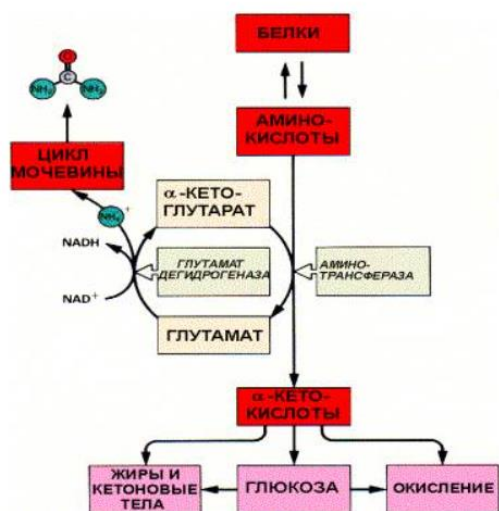 БЕЛКИ
O
C
NH₂
NH₂
АМИНО-
КИСЛОТЫ
ЦИКЛ
МОЧЕВИНЫ
α-КЕТО-
ГЛУТАРАТ
NH₄⁺
NADH
ГЛУТАМАТ
ДЕГИДРОГЕНАЗА
АМИНО-
ТРАНСФЕРАЗА
NAD⁺
ГЛУТАМАТ
α-КЕТО-
КИСЛОТЫ
ЖИРЫ И
КЕТОНОВЫЕ
ТЕЛА
ГЛЮКОЗА
ОКИСЛЕНИЕ